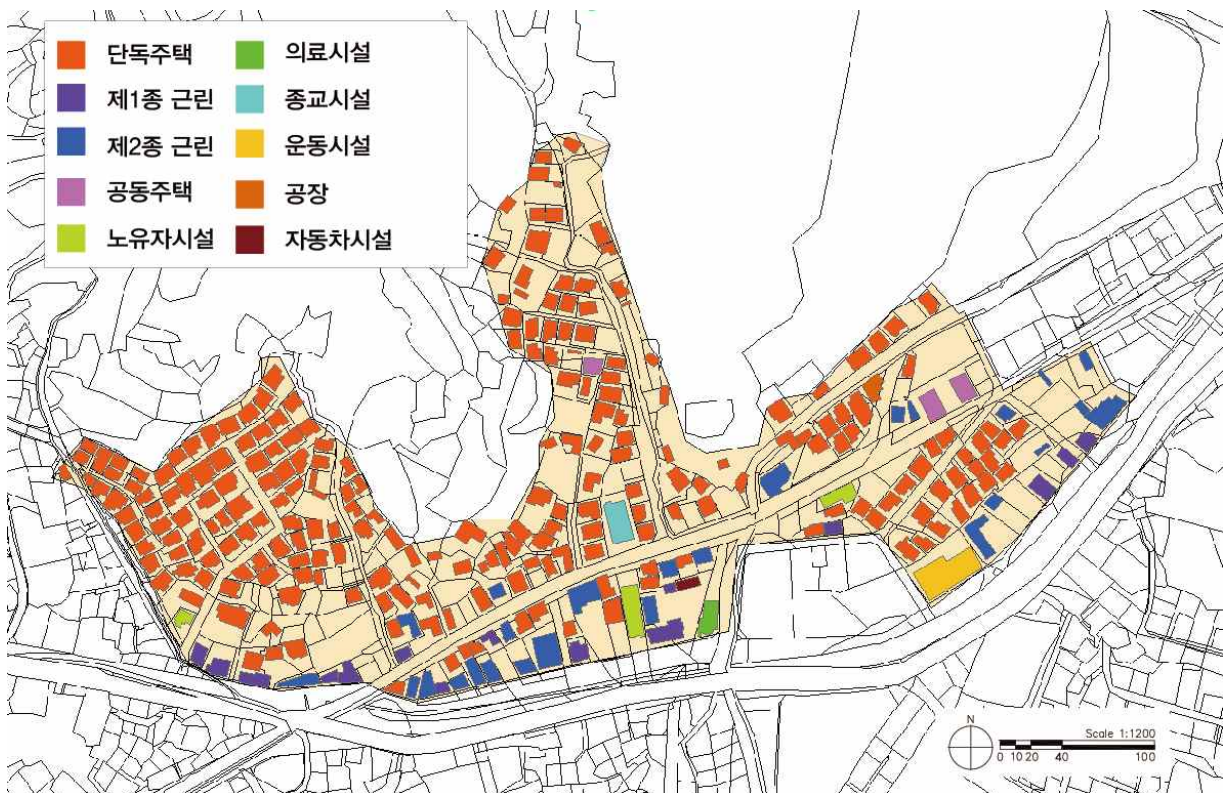 단독주택 의료시설
제1종 근린 종교시설
제2종 근린 운동시설
공동주택 공장
노유자시설 자동차시설
N
Scale 1:1200
0 10 20 40 100